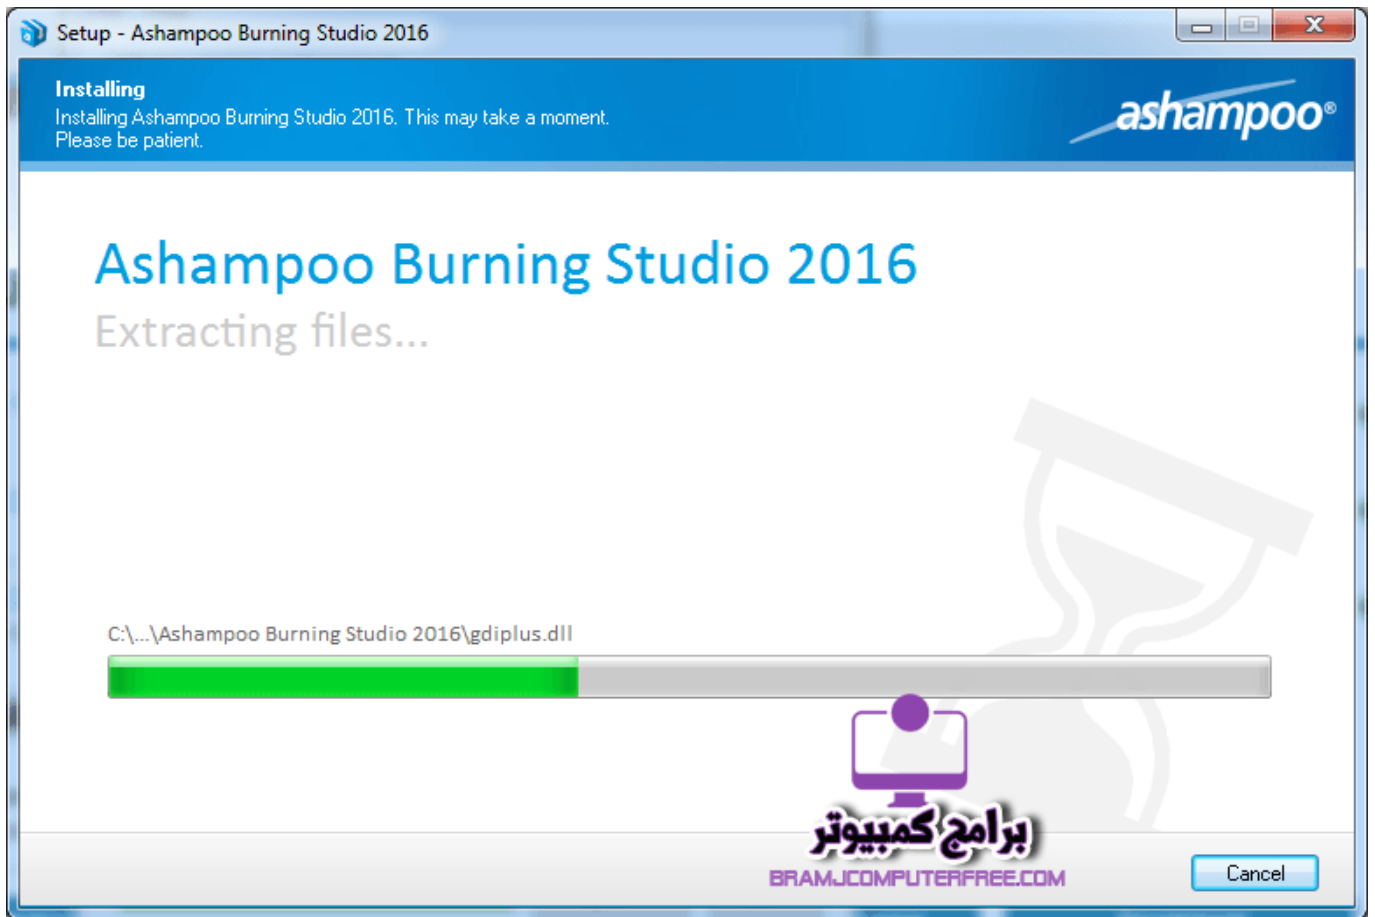 Setup - Ashampoo Burning Studio 2016
Installing
Installing Ashampoo Burning Studio 2016. This may take a moment.
Please be patient.
ashampoo®
Ashampoo Burning Studio 2016
Extracting files...
C:\...\Ashampoo Burning Studio 2016\gdiplus.dll
برامج كمبيوتر
BRAMJCOMPUTERFREE.COM
Cancel